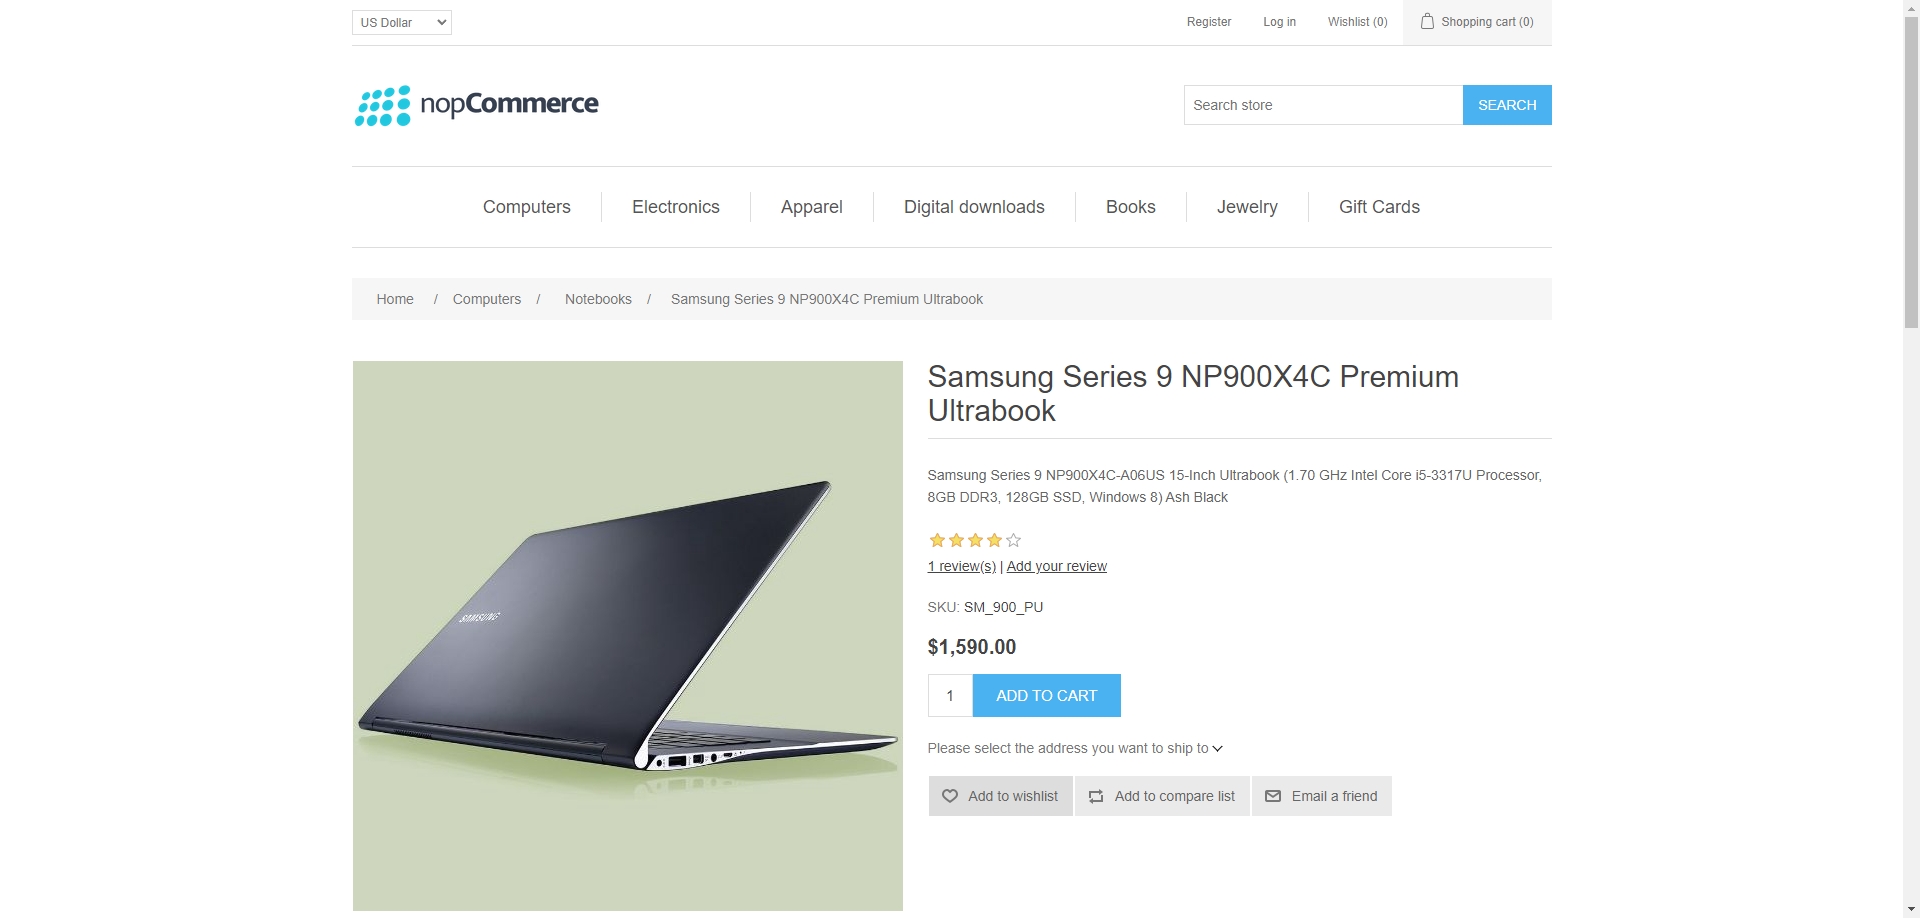 US Dollar
Register
Log in
Wishlist (0)
Shopping cart (0)
nopCommerce
Search store
SEARCH
Computers
Electronics
Apparel
Digital downloads
Books
Jewelry
Gift Cards
Home / Computers / Notebooks / Samsung Series 9 NP900X4C Premium Ultrabook
Samsung Series 9 NP900X4C Premium
Ultrabook
Samsung Series 9 NP900X4C-A06US 15-Inch Ultrabook (1.70 GHz Intel Core i5-3317U Processor,
8GB DDR3, 128GB SSD, Windows 8) Ash Black
1 review(s) | Add your review
SKU: SM_900_PU
$1,590.00
1
ADD TO CART
Please select the address you want to ship to
Add to wishlist
Add to compare list
Email a friend
SAMSUNG